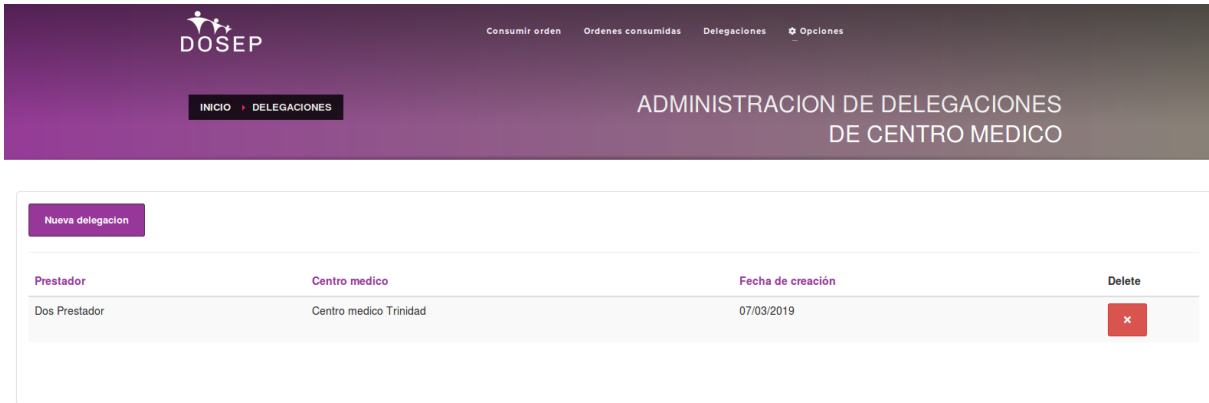 DOSEP
Consumir orden Ordenes consumidas Delegaciones Opciones
INICIO DELEGACIONES
ADMINISTRACION DE DELEGACIONES
DE CENTRO MEDICO
Nueva delegacion
Prestador Centro medico Fecha de creación Delete
Dos Prestador Centro medico Trinidad 07/03/2019